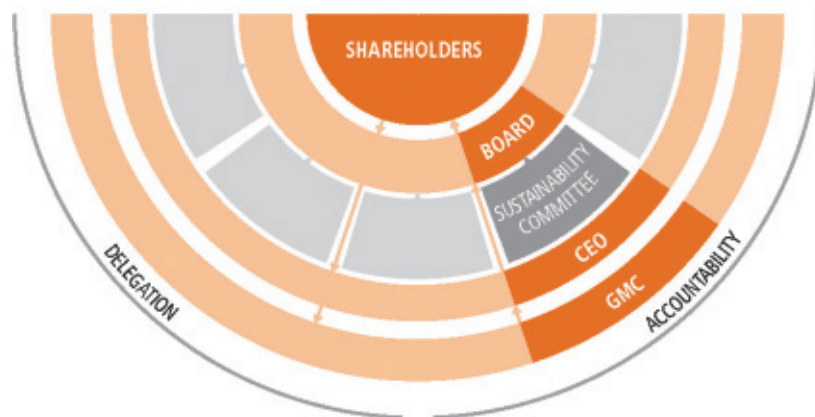 SHAREHOLDERS
BOARD
SUSTAINABILITY
COMMITTEE
CEO
GMC
DELEGATION
ACCOUNTABILITY